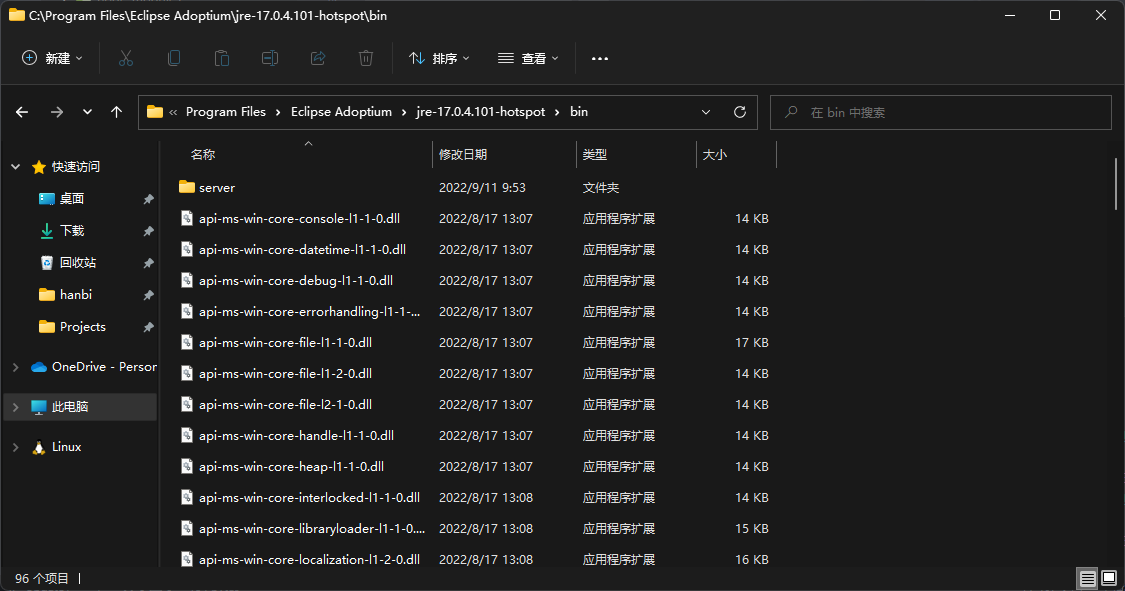 C:\Program Files\Eclipse Adoptium\jre-17.0.4.101-hotspot\bin
新建 排序 查看
« Program Files > Eclipse Adoptium > jre-17.0.4.101-hotspot > bin 在 bin 中搜索
快速访问
桌面
下载
回收站
hanbi
Projects
OneDrive - Person
此电脑
Linux
名称 修改日期 类型 大小
server 2022/9/11 9:53 文件夹
api-ms-win-core-console-l1-1-0.dll 2022/8/17 13:07 应用程序扩展 14 KB
api-ms-win-core-datetime-l1-1-0.dll 2022/8/17 13:07 应用程序扩展 14 KB
api-ms-win-core-debug-l1-1-0.dll 2022/8/17 13:07 应用程序扩展 14 KB
api-ms-win-core-errorhandling-l1-1-... 2022/8/17 13:07 应用程序扩展 14 KB
api-ms-win-core-file-l1-1-0.dll 2022/8/17 13:07 应用程序扩展 17 KB
api-ms-win-core-file-l1-2-0.dll 2022/8/17 13:07 应用程序扩展 14 KB
api-ms-win-core-file-l2-1-0.dll 2022/8/17 13:07 应用程序扩展 14 KB
api-ms-win-core-handle-l1-1-0.dll 2022/8/17 13:07 应用程序扩展 14 KB
api-ms-win-core-heap-l1-1-0.dll 2022/8/17 13:07 应用程序扩展 14 KB
api-ms-win-core-interlocked-l1-1-0.dll 2022/8/17 13:08 应用程序扩展 14 KB
api-ms-win-core-libraryloader-l1-1-0.... 2022/8/17 13:08 应用程序扩展 15 KB
api-ms-win-core-localization-l1-2-0.dll 2022/8/17 13:08 应用程序扩展 16 KB
96 个项目